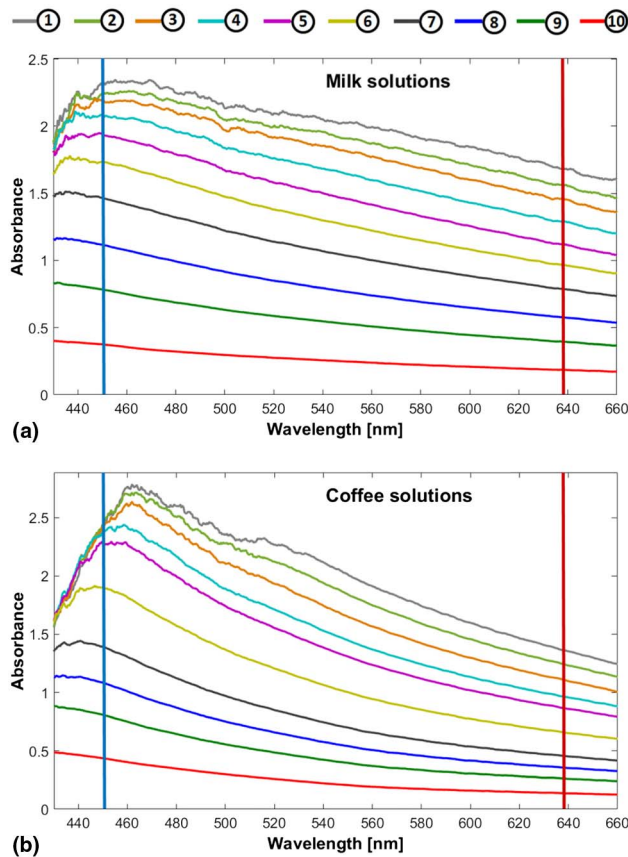 1 2 3 4 5 6 7 8 9 10
2.5
Milk solutions
2
1.5
Absorbance
1
0.5
0
440 460 480 500 520 540 560 580 600 620 640 660
(a)
Wavelength [nm]
Coffee solutions
2.5
2
1.5
Absorbance
1
0.5
0
440 460 480 500 520 540 560 580 600 620 640 660
(b)
Wavelength [nm]